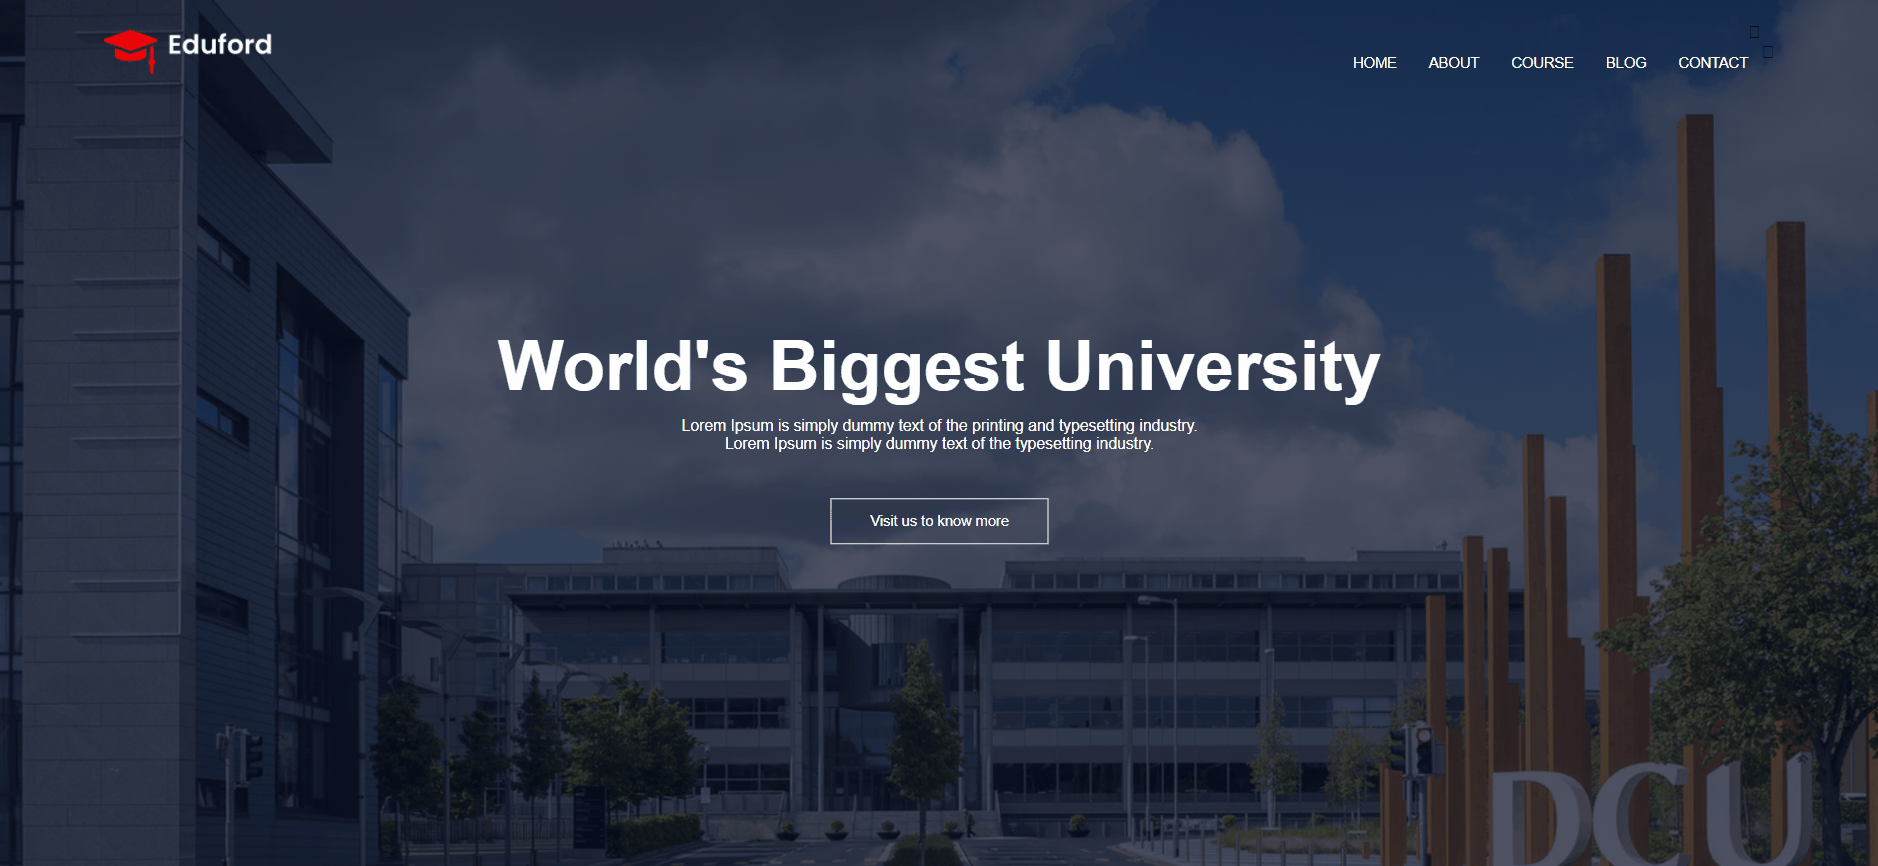 Eduford
HOME ABOUT COURSE BLOG CONTACT
World's Biggest University
Lorem Ipsum is simply dummy text of the printing and typesetting industry.
Lorem Ipsum is simply dummy text of the typesetting industry.
Visit us to know more
DCU